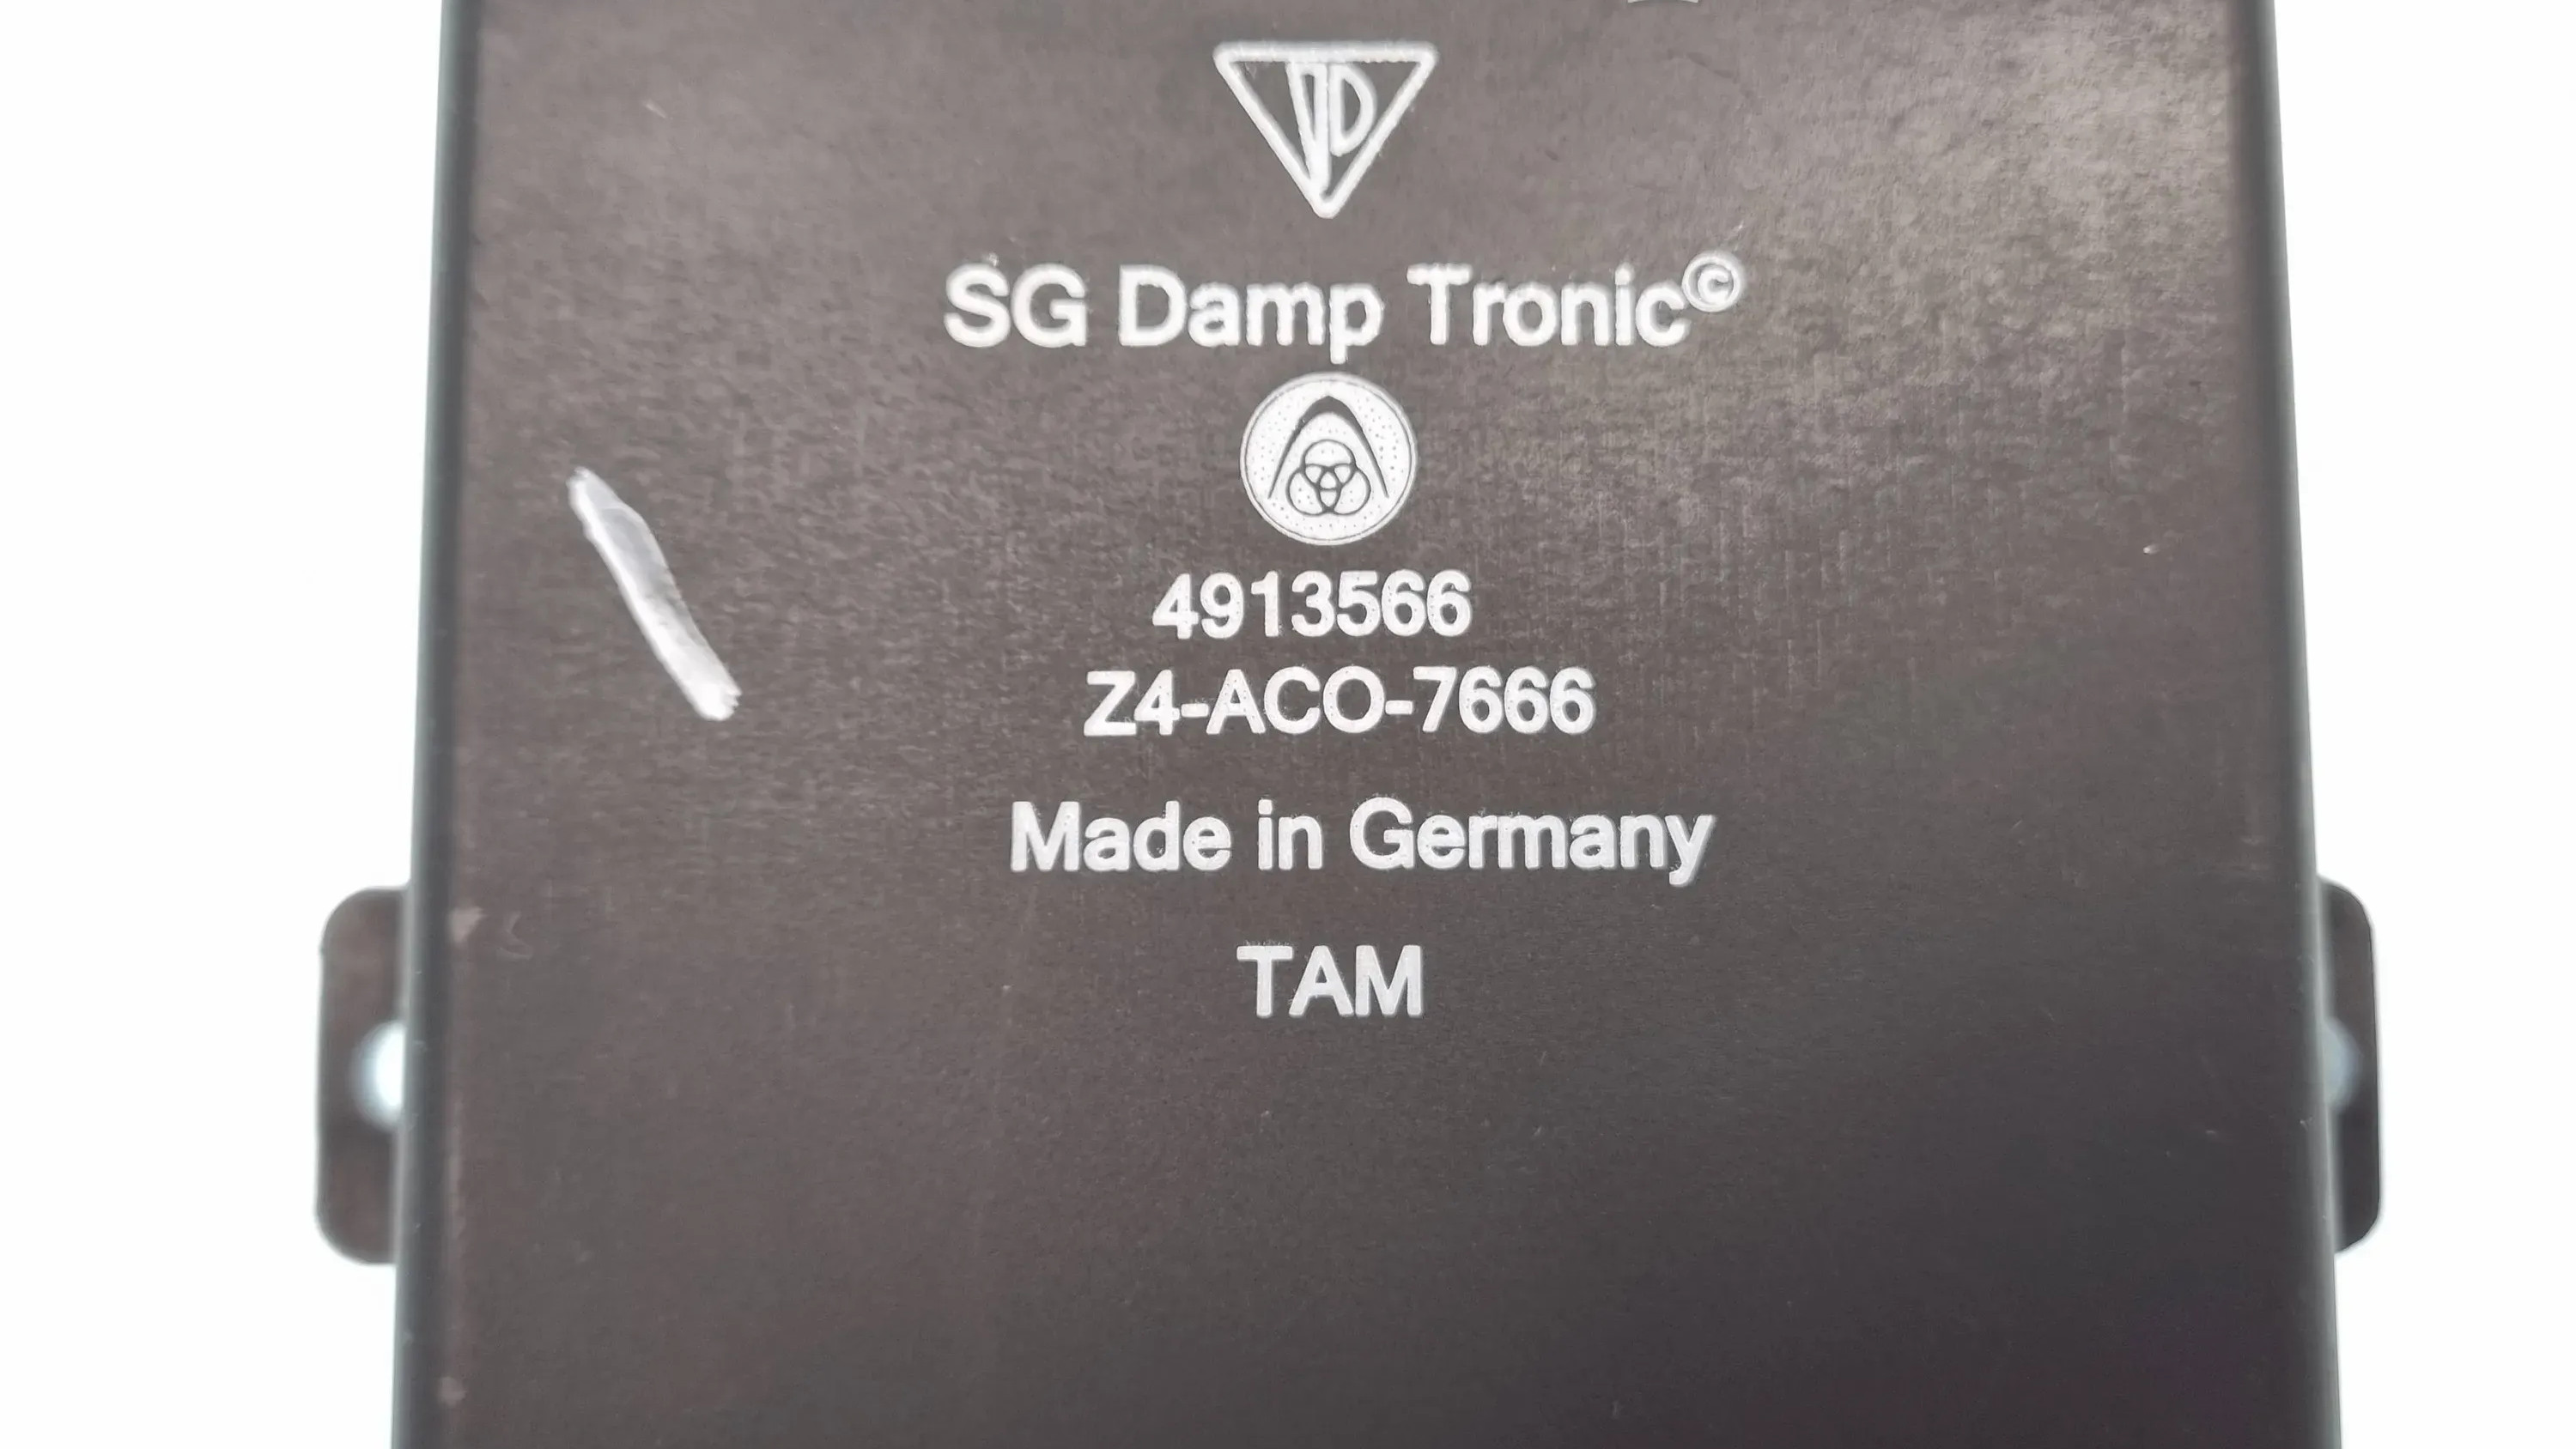 SG Damp Tronic©
4913566
Z4-ACO-7666
Made in Germany
TAM